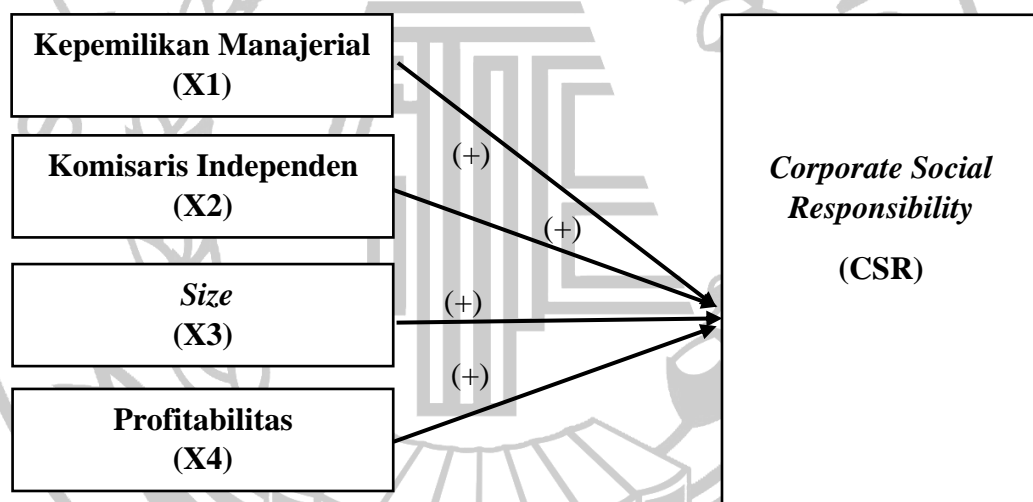 Kepemilikan Manajerial
(X1)
Komisaris Independen
(X2)
Size
(X3)
Profitabilitas
(X4)
(+)
(+)
(+)
(+)
Corporate Social
Responsibility
(CSR)